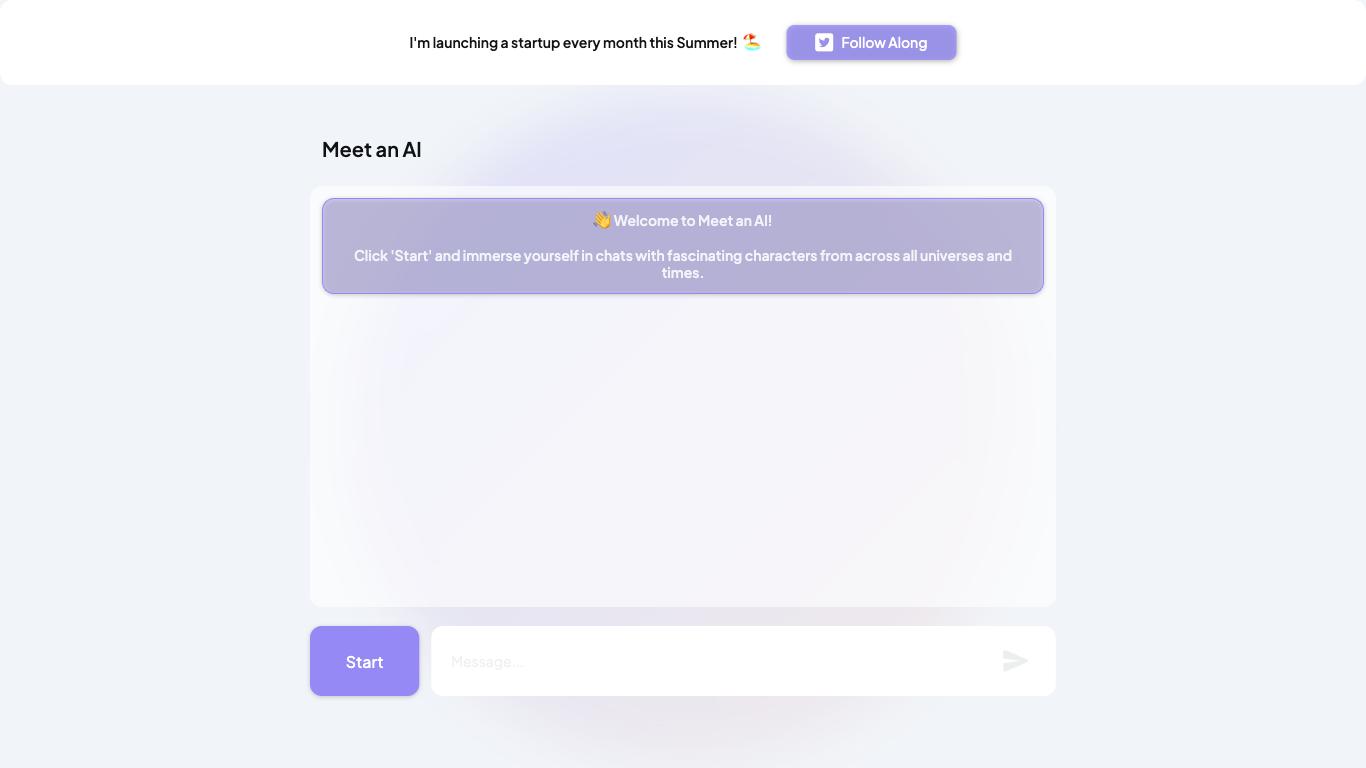 I'm launching a startup every month this Summer! 🏖️
Follow Along
Meet an AI
👋 Welcome to Meet an AI!
Click 'Start' and immerse yourself in chats with fascinating characters from across all universes and
times.
Start
Message...